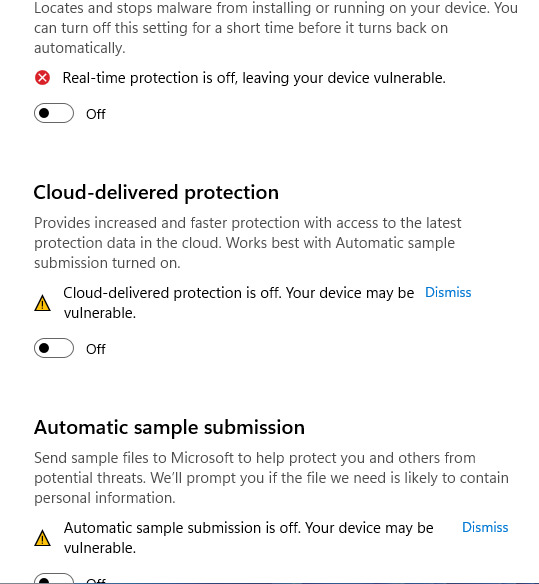 Locates and stops malware from installing or running on your device. You
can turn off this setting for a short time before it turns back on
automatically.
Real-time protection is off, leaving your device vulnerable.
Off
Cloud-delivered protection
Provides increased and faster protection with access to the latest
protection data in the cloud. Works best with Automatic sample
submission turned on.
Cloud-delivered protection is off. Your device may be Dismiss
vulnerable.
Off
Automatic sample submission
Send sample files to Microsoft to help protect you and others from
potential threats. We’ll prompt you if the file we need is likely to contain
personal information.
Automatic sample submission is off. Your device may be Dismiss
vulnerable.
Off